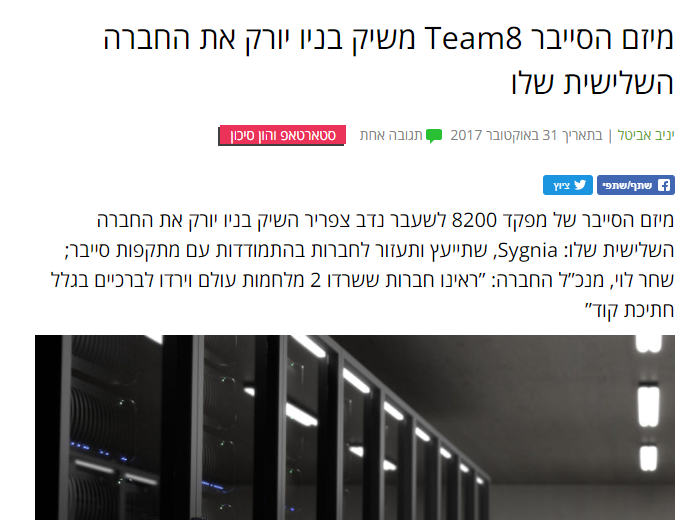 מיזם הסייבר Team8 משיק בניו יורק את החברה
השלישית שלו
יניב אביטל | בתאריך 31 באוקטובר 2017 תגובה אחת סטארטאפ והון סיכון
שתף/שתפי ציוץ
מיזם הסייבר של מפקד 8200 לשעבר נדב צפריר השיק בניו יורק את החברה
השלישית שלו: Sygnia, שתייעץ ותעזור לחברות בהתמודדות עם מתקפות סייבר;
שחר לוי, מנכ”ל החברה: ”ראינו חברות ששרדו 2 מלחמות עולם וירדו לברכיים בגלל
חתיכת קוד”